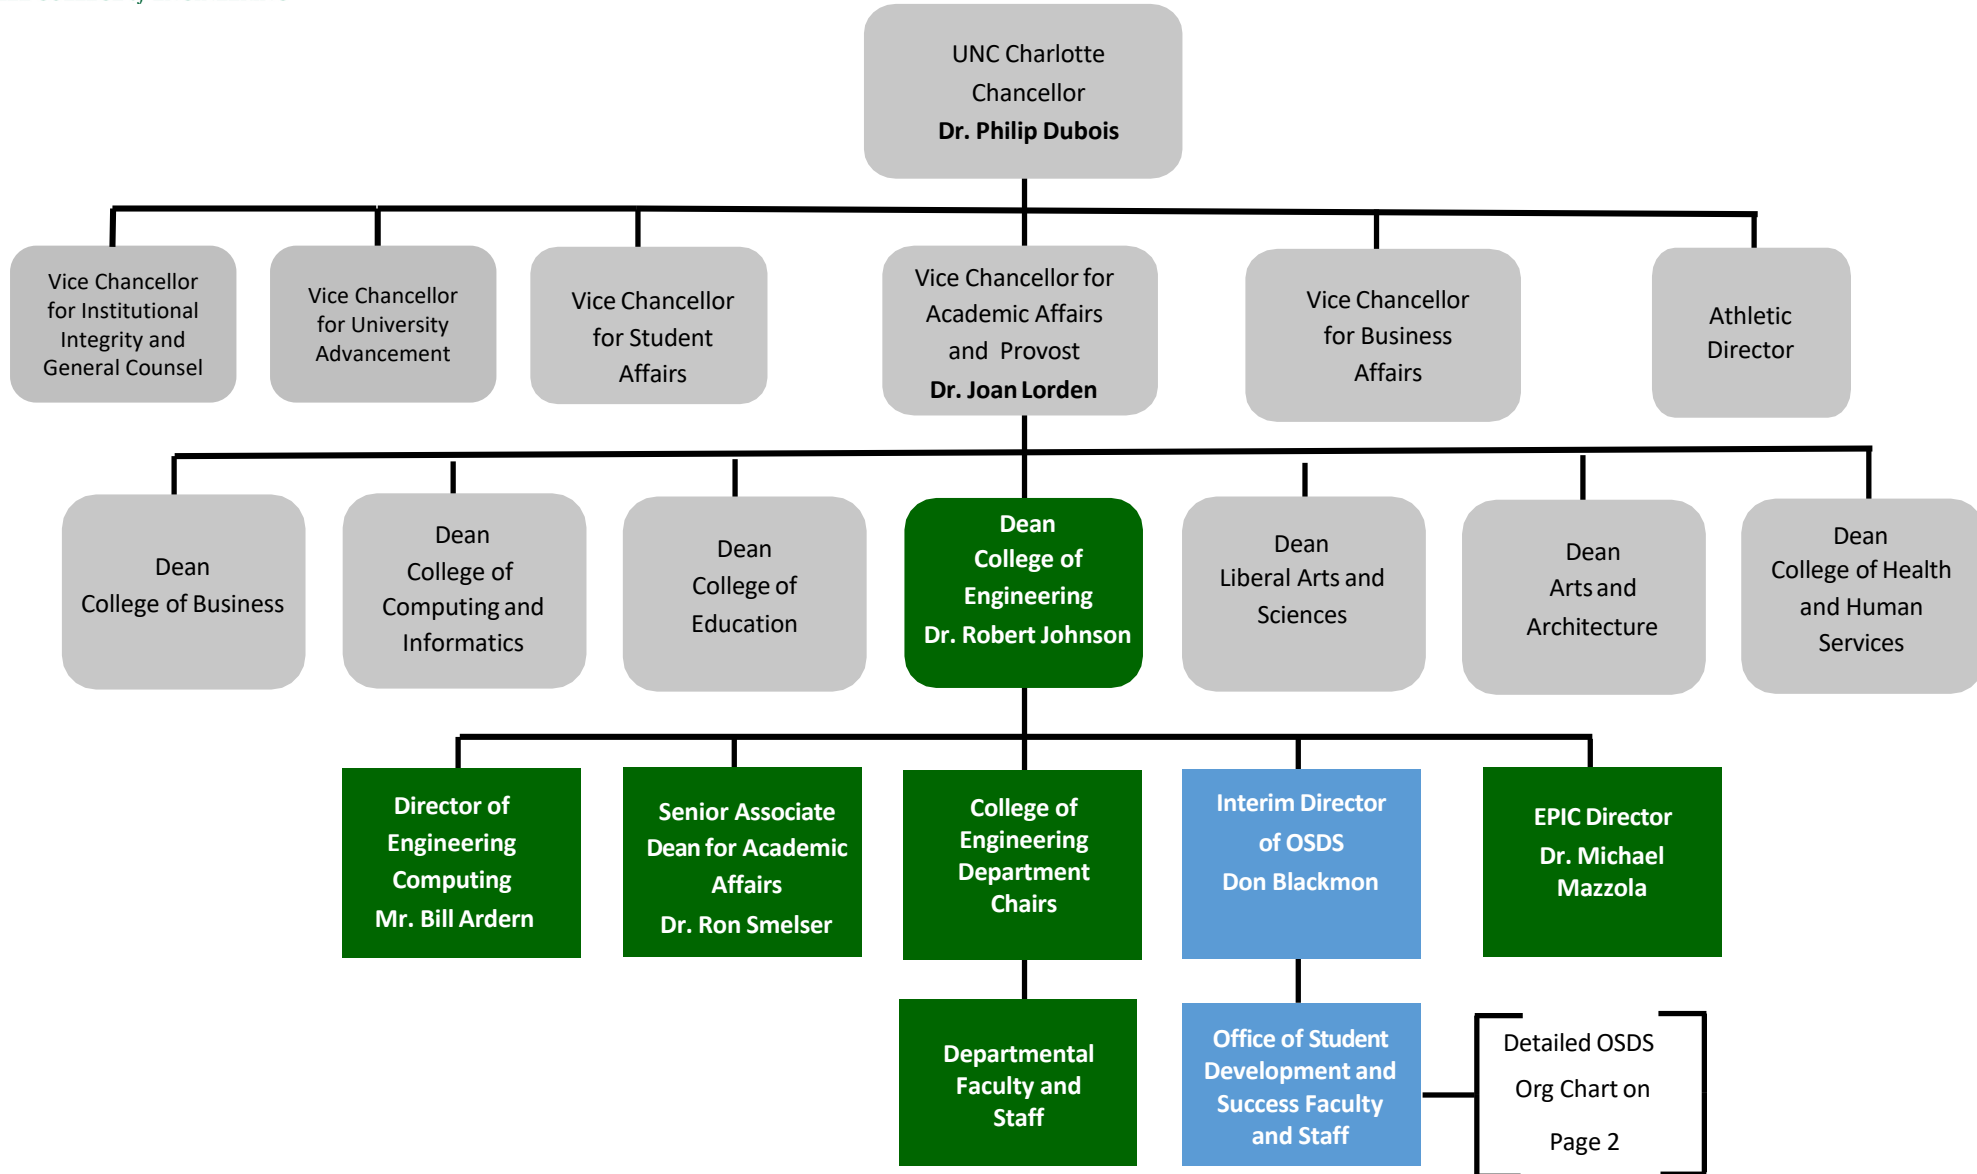 UNC Charlotte
Chancellor
Dr. Philip Dubois
Vice Chancellor
for Institutional
Integrity and
General Counsel
Vice Chancellor
for University
Advancement
Vice Chancellor
for Student
Affairs
Vice Chancellor for
Academic Affairs
and Provost
Dr. Joan Lorden
Vice Chancellor
for Business
Affairs
Athletic
Director
Dean
College of Business
Dean
College of
Computing and
Informatics
Dean
College of
Education
Dean
College of
Engineering
Dr. Robert Johnson
Dean
Liberal Arts and
Sciences
Dean
Arts and
Architecture
Dean
College of Health
and Human
Services
Director of
Engineering
Computing
Mr. Bill Ardern
Senior Associate
Dean for Academic
Affairs
Dr. Ron Smelser
College of
Engineering
Department
Chairs
Interim Director
of OSDS
Don Blackmon
EPIC Director
Dr. Michael
Mazzola
Departmental
Faculty and
Staff
Office of Student
Development and
Success Faculty
and Staff
Detailed OSDS
Org Chart on
Page 2